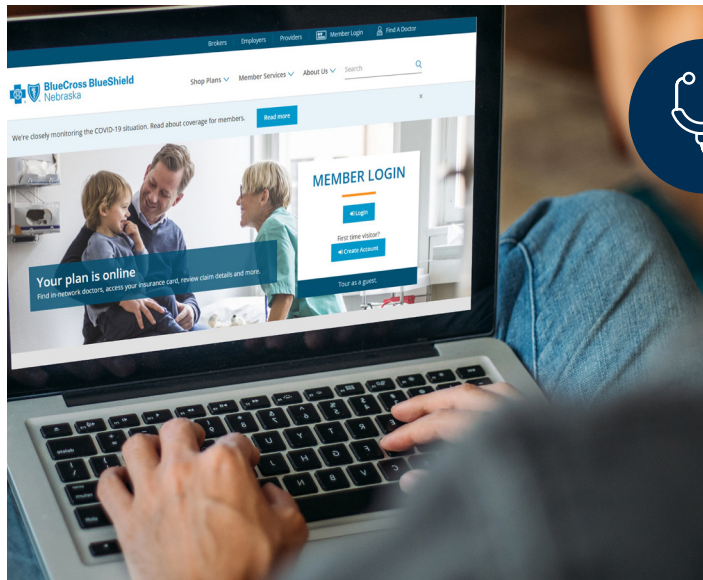 Brokers Employers Providers Member Login Find A Doctor
BlueCross BlueShield
Nebraska
Shop Plans Member Services About Us Search
We're closely monitoring the COVID-19 situation. Read about coverage for members. Read more
x
MEMBER LOGIN
Login
First time visitor?
Create Account
Tour as a guest.
Your plan is online
Find in-network doctors, access your insurance card, review claim details and more.